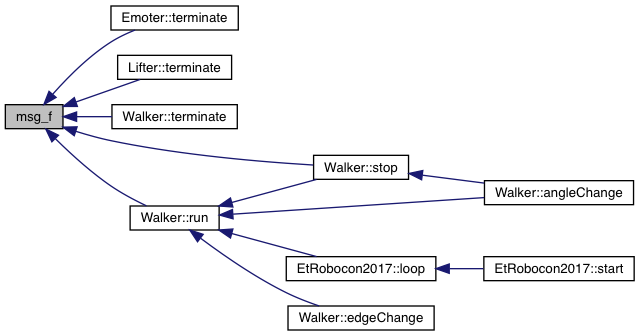 Emoter::terminate
Lifter::terminate
msg_f
Walker::terminate
Walker::stop
Walker::angleChange
Walker::run
EtRobocon2017::loop
EtRobocon2017::start
Walker::edgeChange